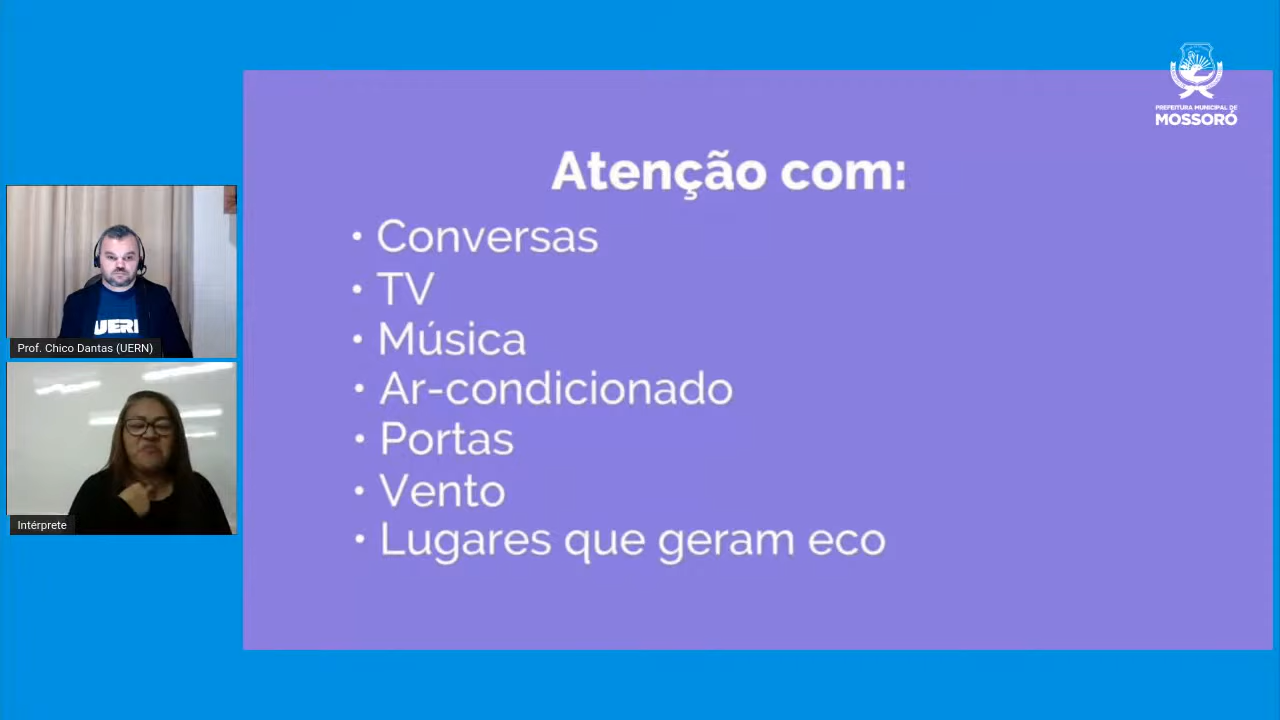 PREFEITURA MUNICIPAL DE
MOSSORÓ
Atenção com:
• Conversas
• TV
• Música
• Ar-condicionado
• Portas
• Vento
• Lugares que geram eco
UERN
Prof. Chico Dantas (UERN)
Intérprete